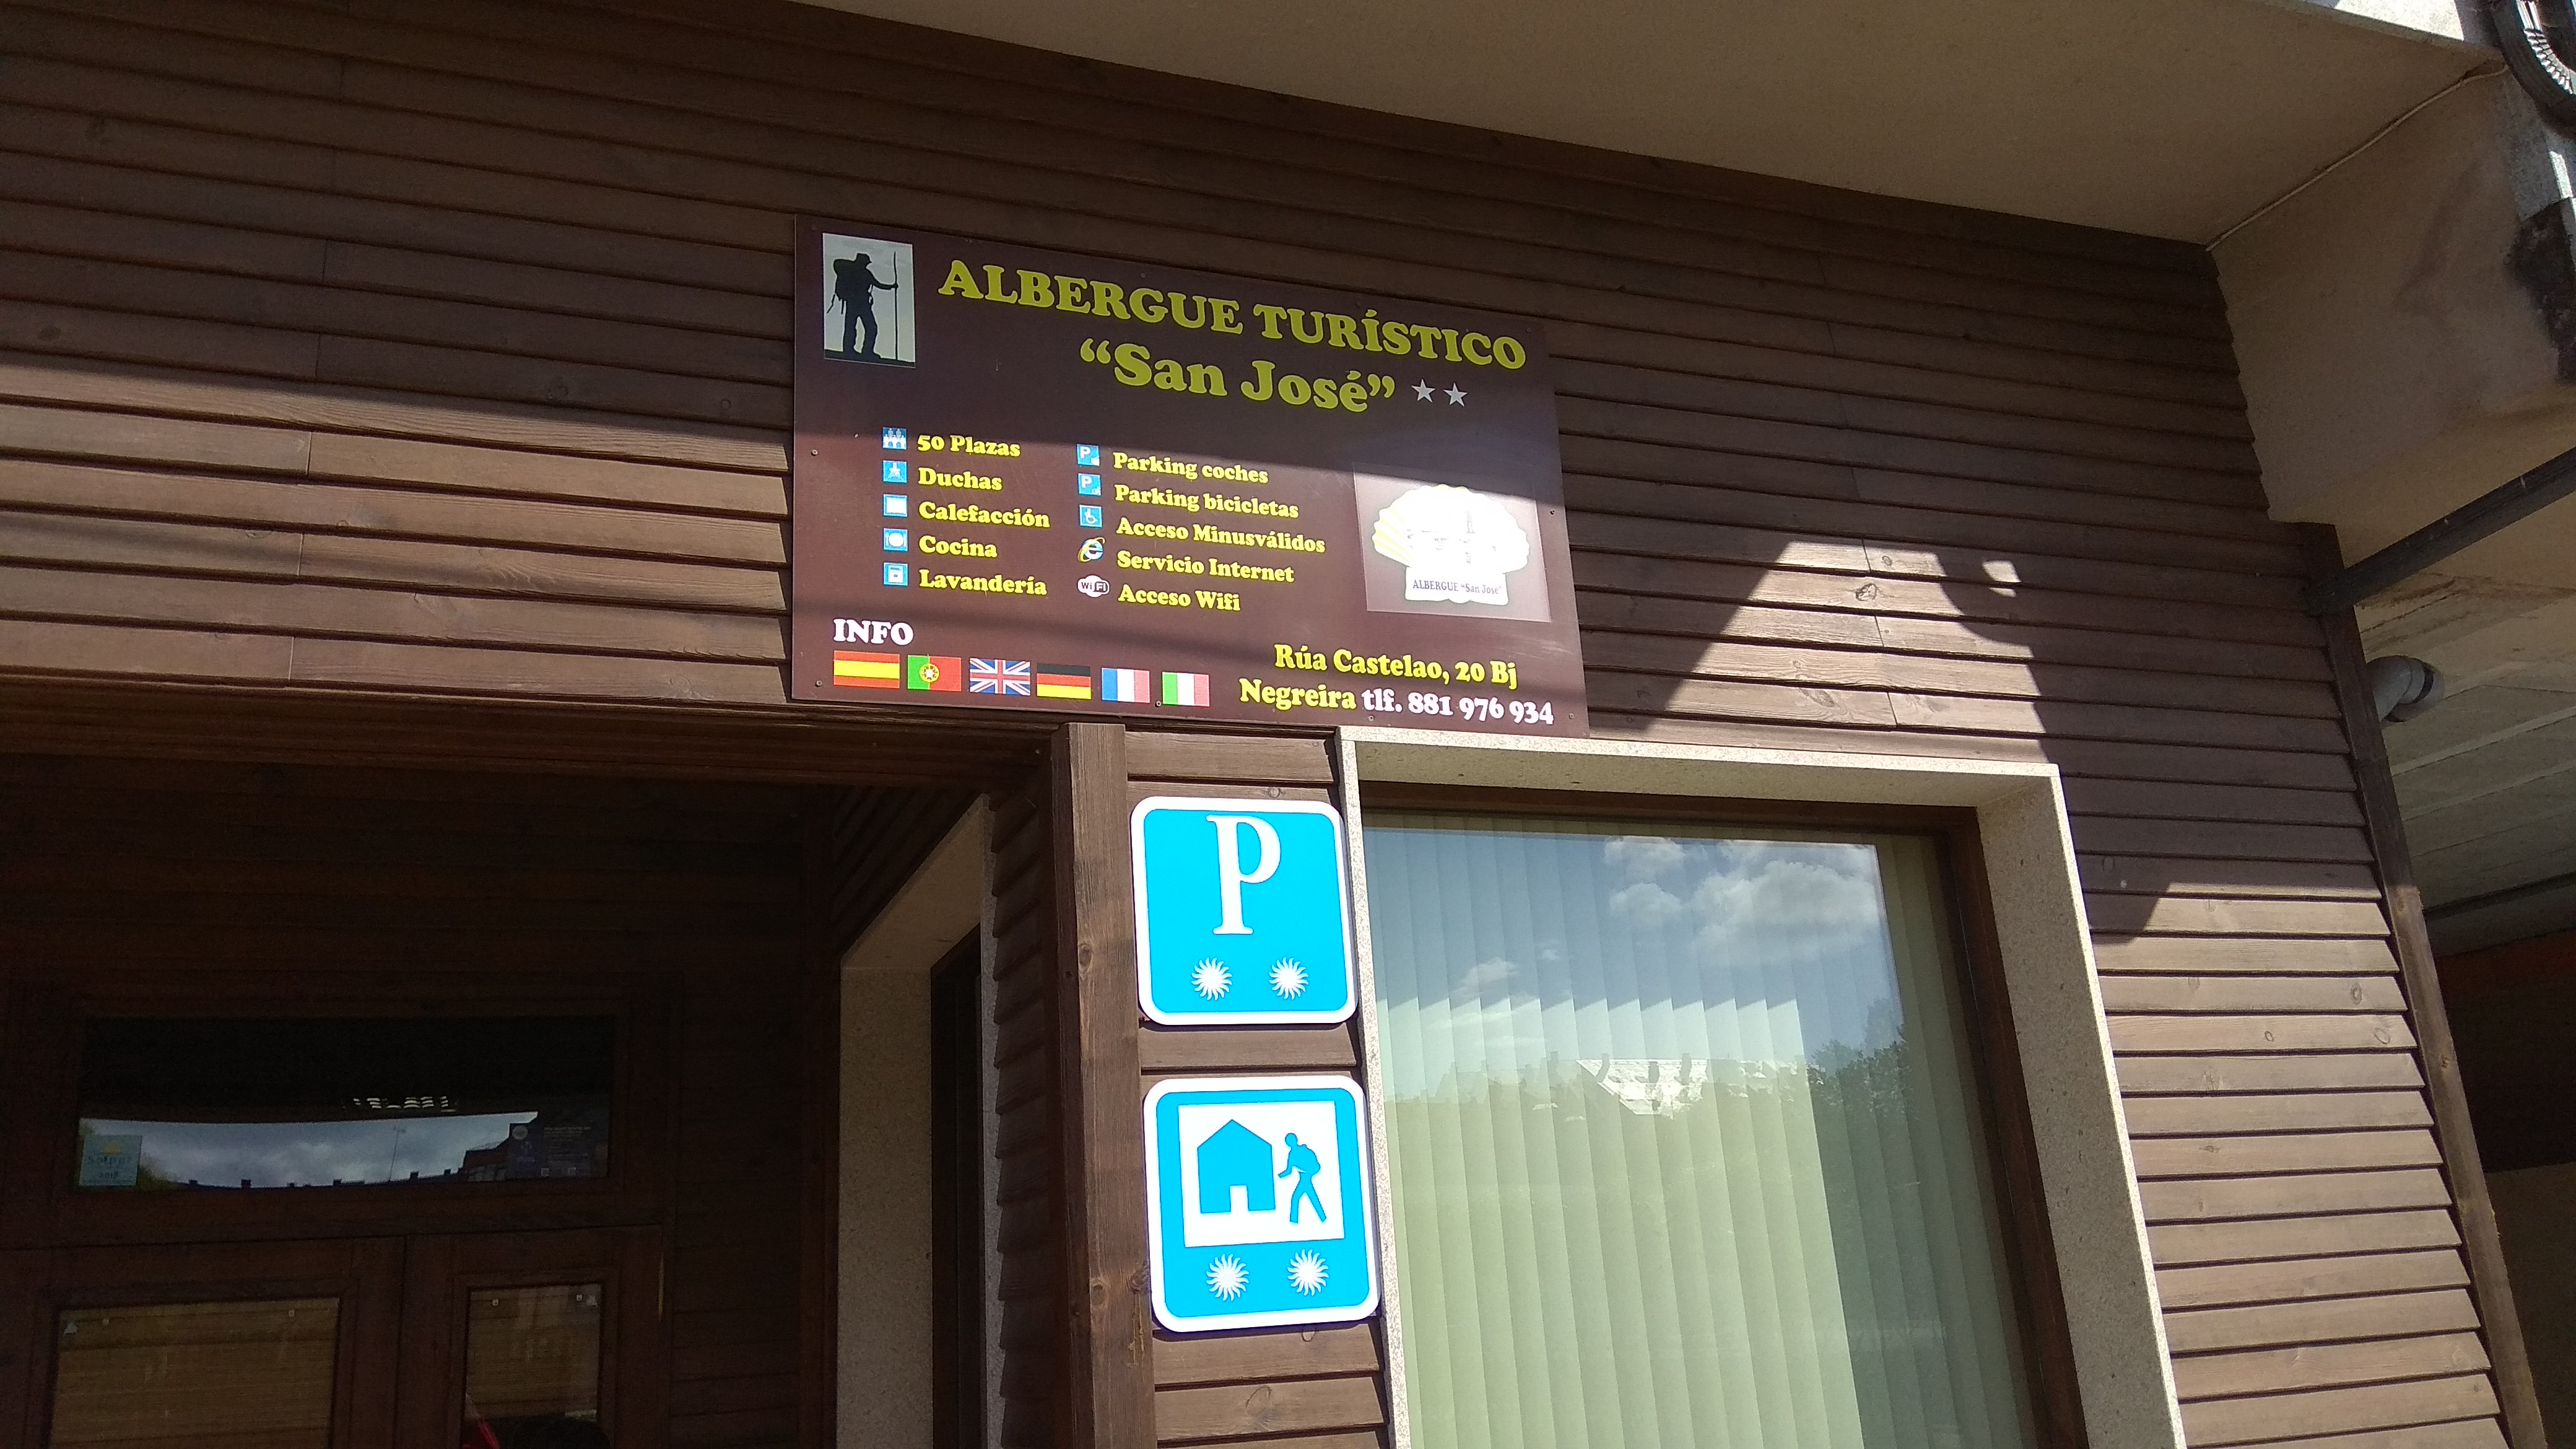 ALBERGUE TURÍSTICO
“San José”
50 Plazas
Duchas
Calefacción
Cocina
Lavandería
Parking coches
Parking bicicletas
Acceso Minusválidos
Servicio Internet
WiFi
Acceso Wifi
ALBERGUE “San José”
INFO
Rúa Castelao, 20 Bj
Negreira tlf. 881 976 934
P